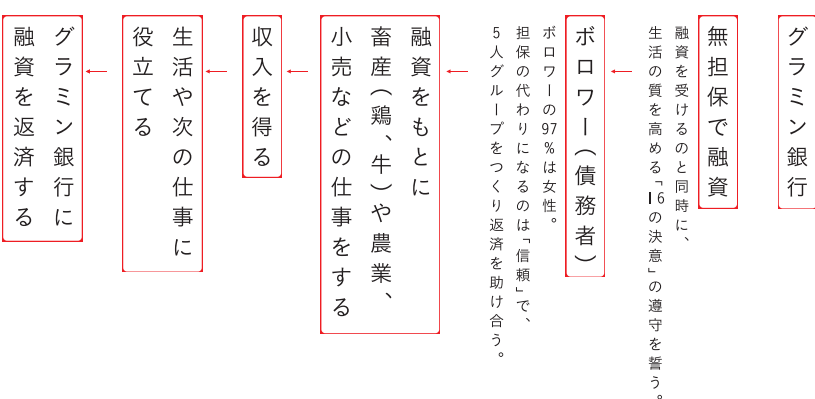 グラミン銀行
無担保で融資
融資を受けるのと同時に、
生活の質を高める「16の決意」の遵守を誓う。
ボロワー(債務者)
ボロワーの97%は女性。
担保の代わりになるのは「信頼」で、
5人グループをつくり返済を助け合う。
融資をもとに
畜産(鶏、牛)や農業、
小売などの仕事をする
収入を得る
生活や次の仕事に
役立てる
グラミン銀行に
融資を返済する